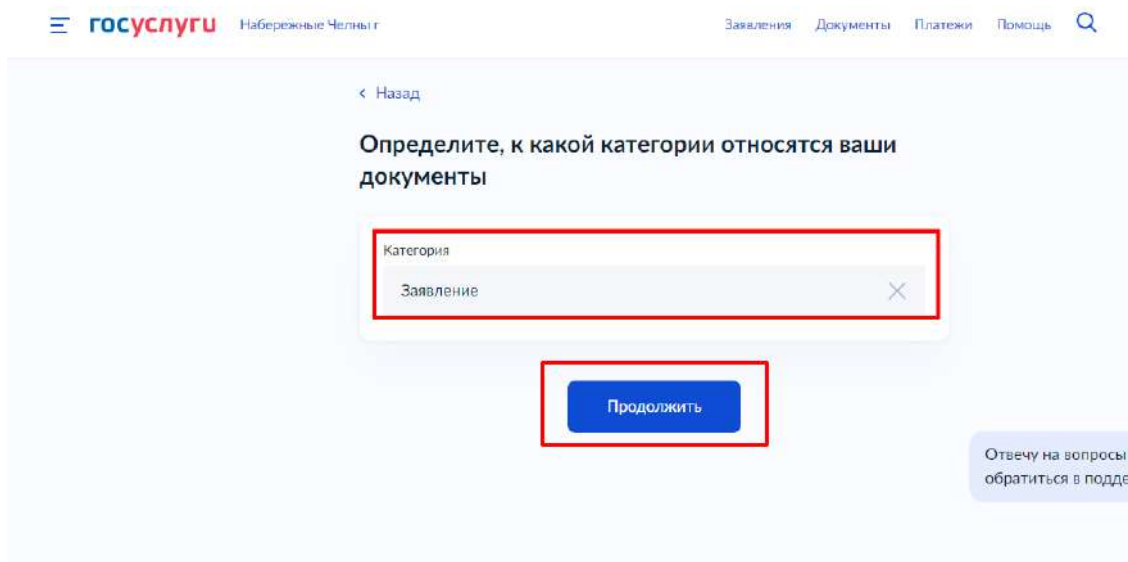 госуслуги Набережные Челны г Заявления Документы Платежи Помощь
Назад
Определите, к какой категории относятся ваши
документы
Категория
Заявление
Продолжить
Отвечу на вопросы
обратиться в